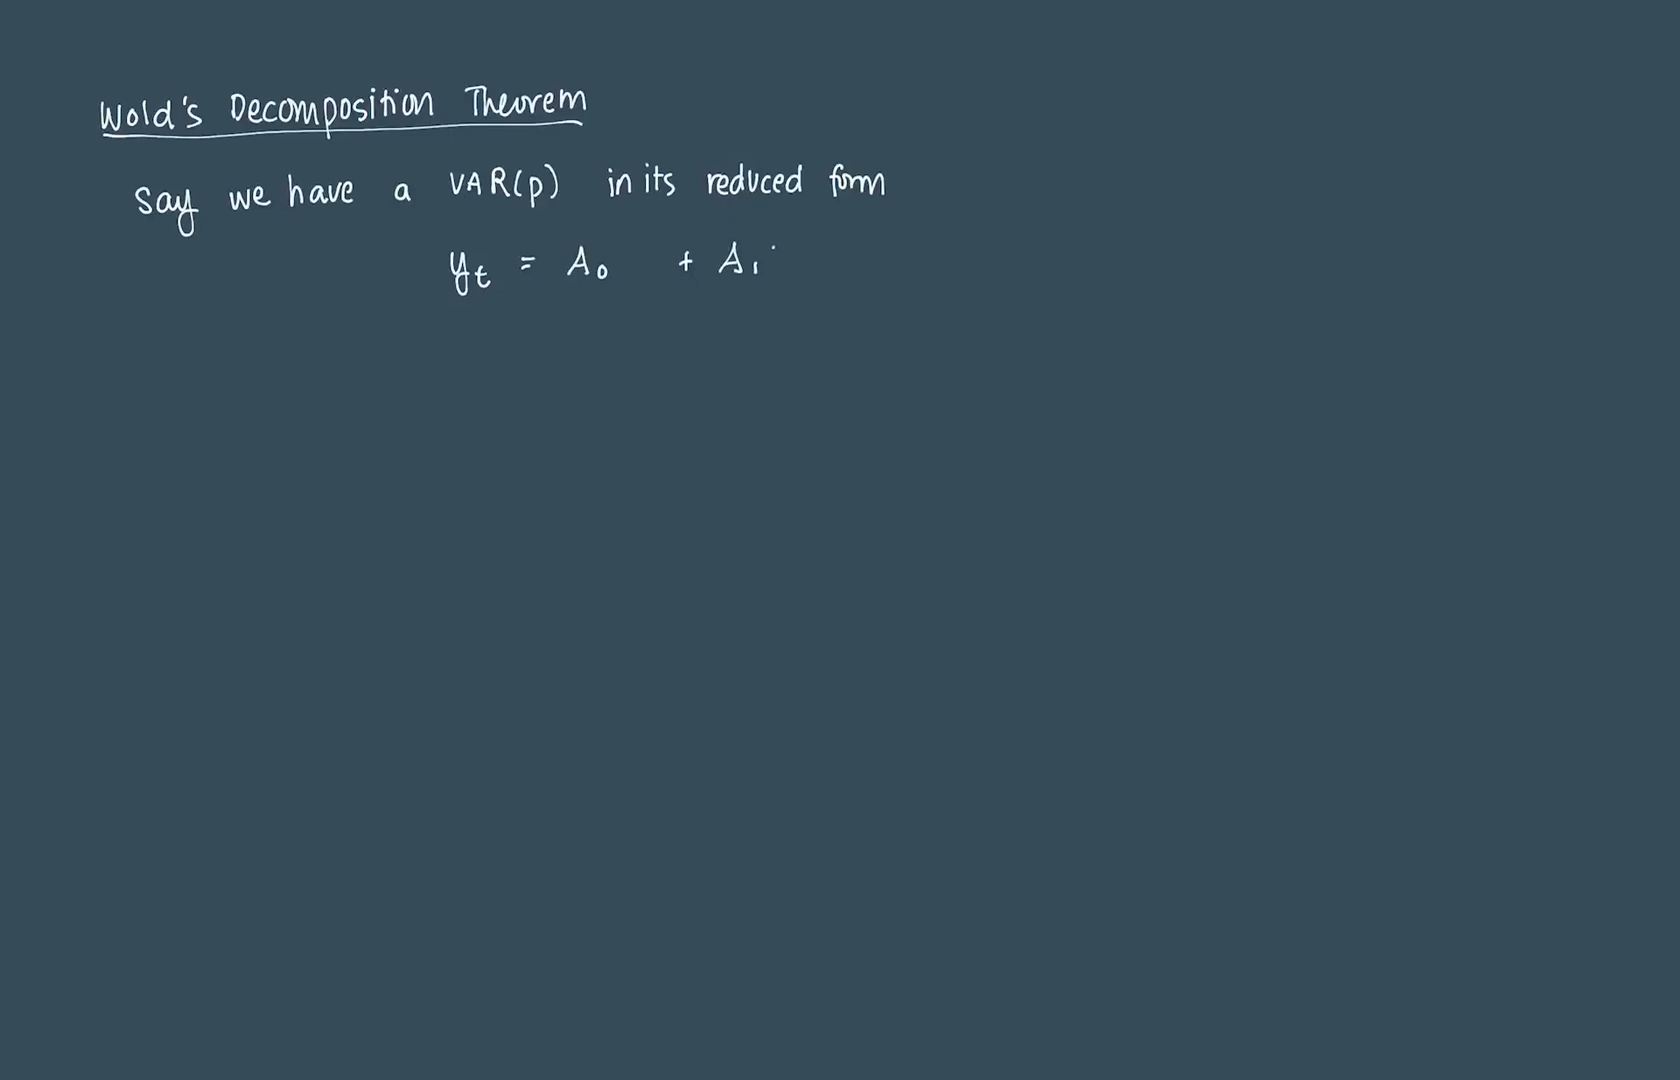 Wold's Decomposition Theorem
Say we have a VAR(p) in its reduced form
yₜ = A₀ + A₁